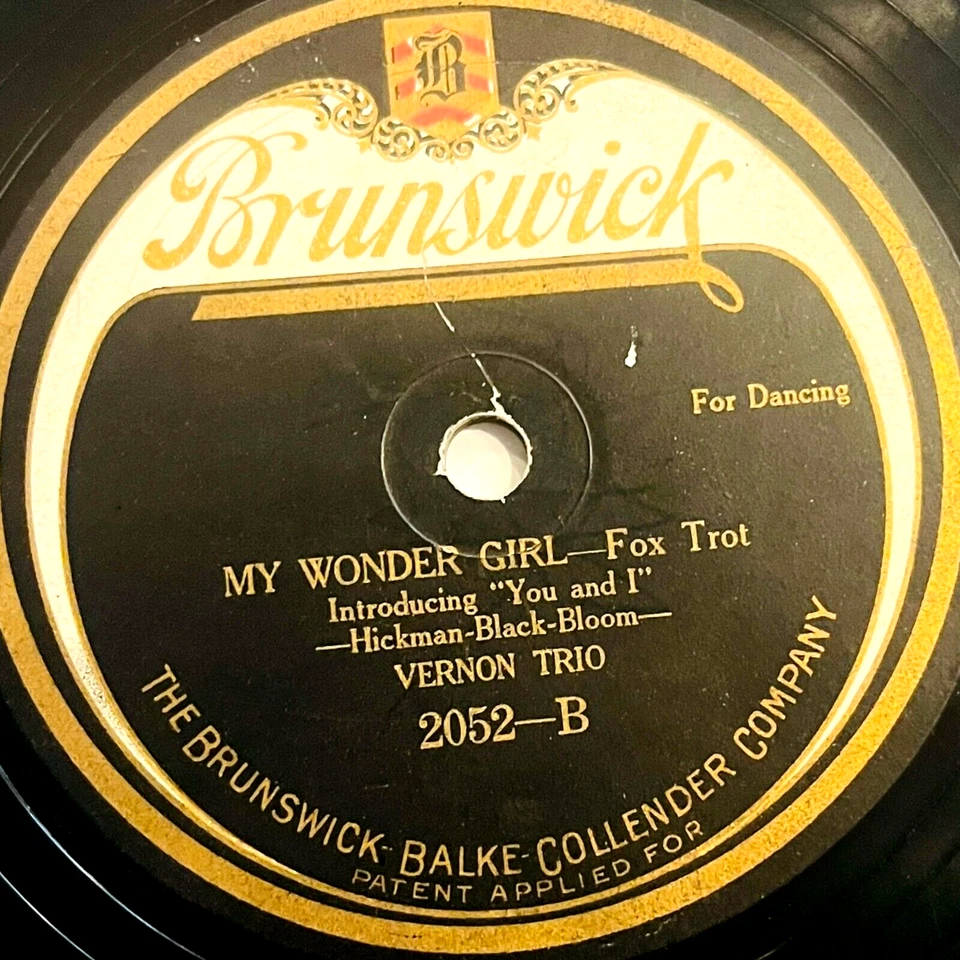 B
Brunswick
For Dancing
MY WONDER GIRL—Fox Trot
Introducing "You and I"
—Hickman-Black-Bloom—
VERNON TRIO
2052—B
THE BRUNSWICK-BALKE-COLLENDER COMPANY
PATENT APPLIED FOR